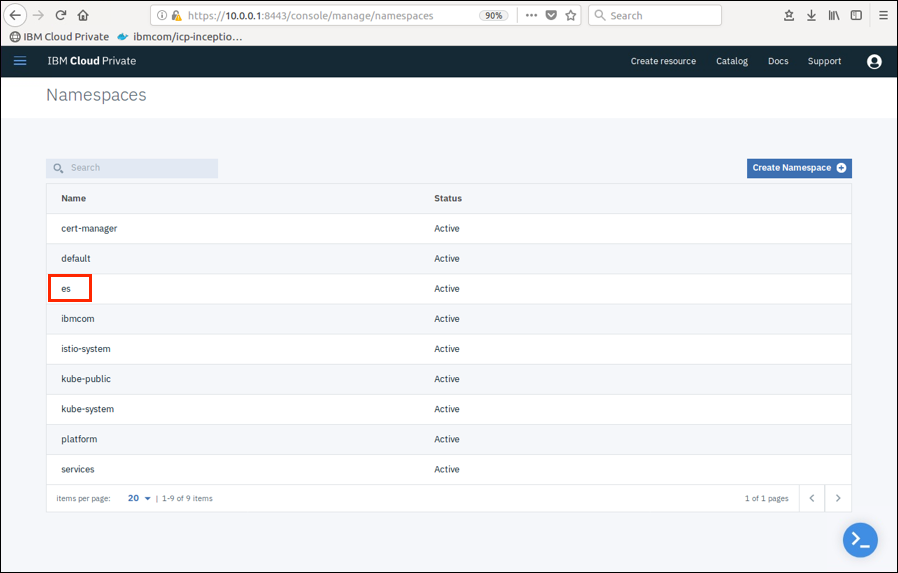 https://10.0.0.1:8443/console/manage/namespaces 90% Search
IBM Cloud Private ibmcom/icp-inceptio…
IBM Cloud Private Create resource Catalog Docs Support
Namespaces
Search Create Namespace
Name Status
cert-manager Active
default Active
es Active
ibmcom Active
istio-system Active
kube-public Active
kube-system Active
platform Active
services Active
items per page: 20 | 1-9 of 9 items 1 of 1 pages